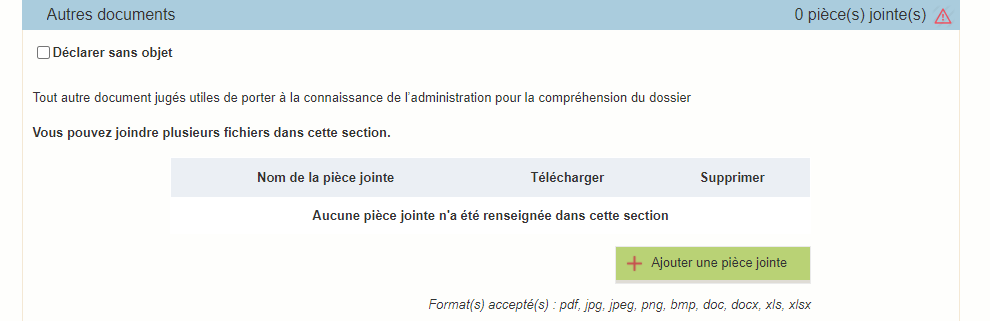 Autres documents 0 pièce(s) jointe(s)
Déclarer sans objet
Tout autre document jugés utiles de porter à la connaissance de l'administration pour la compréhension du dossier
Vous pouvez joindre plusieurs fichiers dans cette section.
Nom de la pièce jointe Télécharger Supprimer
Aucune pièce jointe n'a été renseignée dans cette section
Ajouter une pièce jointe
Format(s) accepté(s) : pdf, jpg, jpeg, png, bmp, doc, docx, xls, xlsx